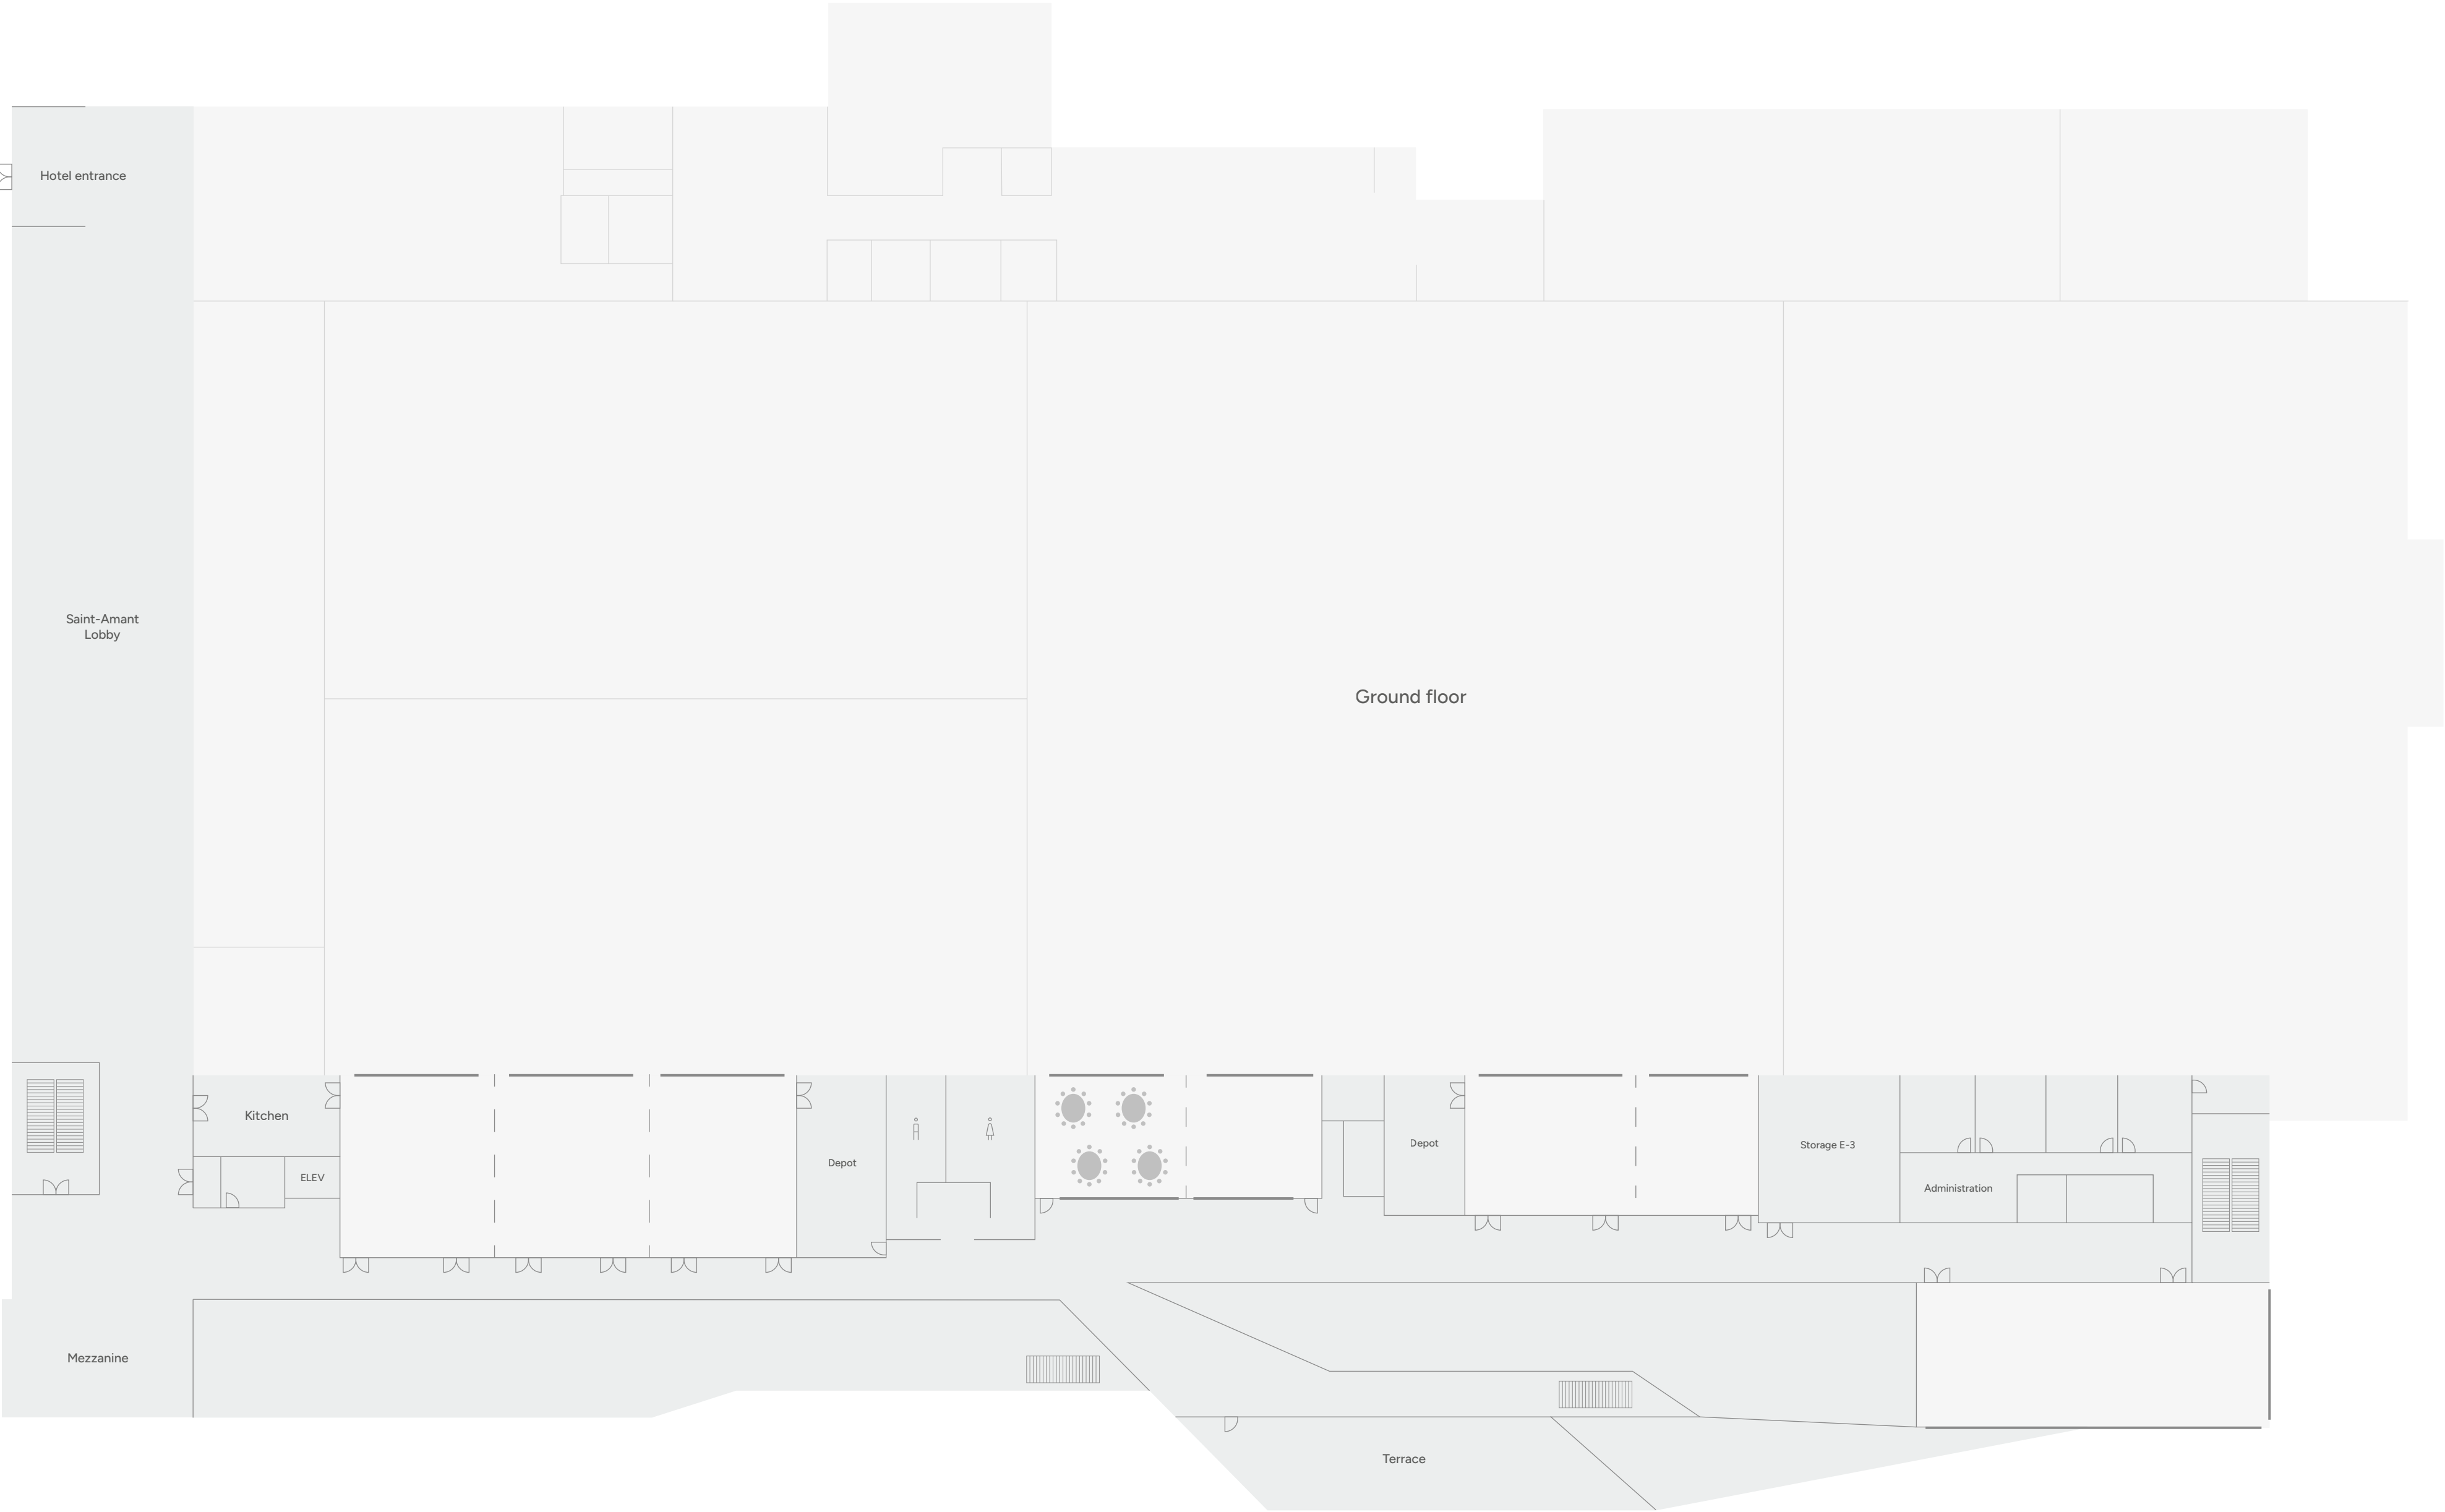 Hotel entrance
Saint-Amant
Lobby
Ground floor
Kitchen
ELEV
Depot
Depot
Storage E-3
Administration
Mezzanine
Terrace